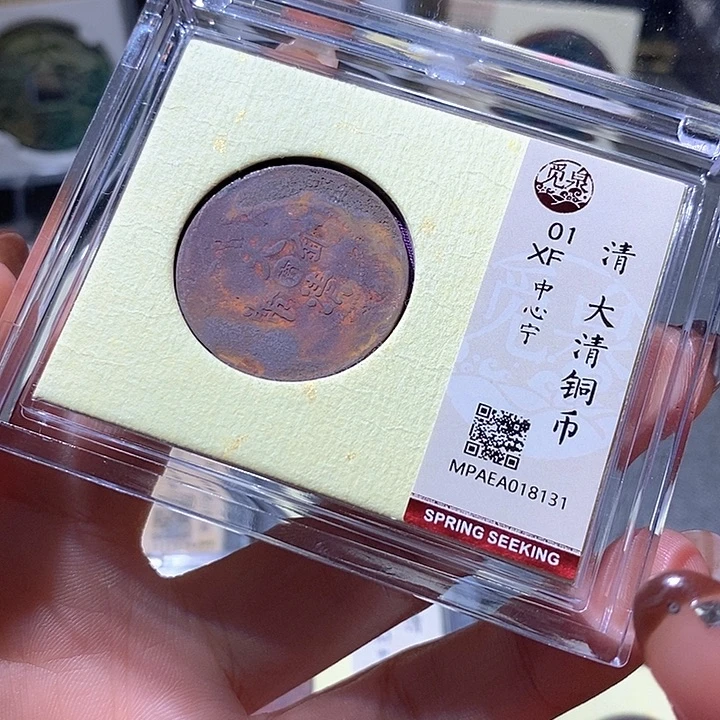 觅泉
01
XF
中心宁
清 大清铜币
MPAEA018131
SPRING SEEKING